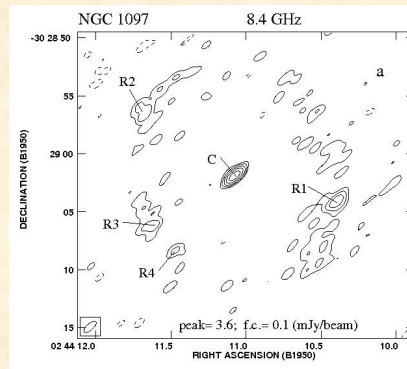 NGC 1097 8.4 GHz
-30 28 50
a
R2
55
DECLINATION (B1950)
29 00
C
R1
05
R3
R4
10
15
peak= 3.6; f.c.= 0.1 (mJy/beam)
02 44 12.0 11.5 11.0 10.5 10.0
RIGHT ASCENSION (B1950)